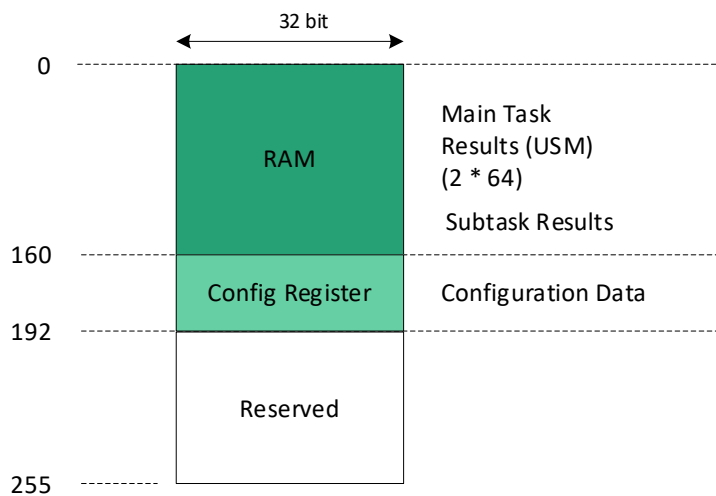 32 bit
0
RAM
Main Task
Results (USM)
(2 * 64)
Subtask Results
160
Config Register
Configuration Data
192
Reserved
255